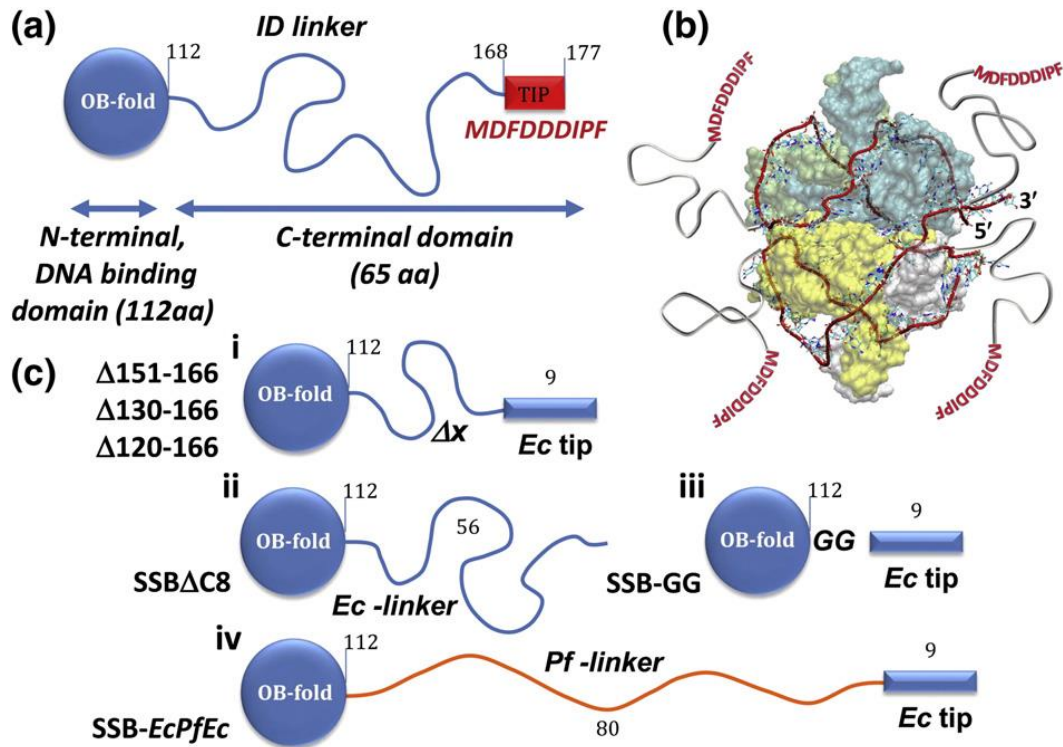 (a)
ID linker
112
168
177
OB-fold
TIP
MDFDDDIPF
N-terminal,
DNA binding
domain (112aa)
C-terminal domain
(65 aa)
(b)
MDFDDDIPF
MDFDDDIPF
3’
5’
MDFDDIPF
MDFDDIPF
(c)
i
Δ151-166
Δ130-166
Δ120-166
112
OB-fold
Δx
9
Ec tip
ii
112
OB-fold
56
SSBΔC8
Ec -linker
iii
112
OB-fold
GG
9
SSB-GG
Ec tip
iv
112
OB-fold
Pf -linker
80
9
SSB-EcPfEc
Ec tip